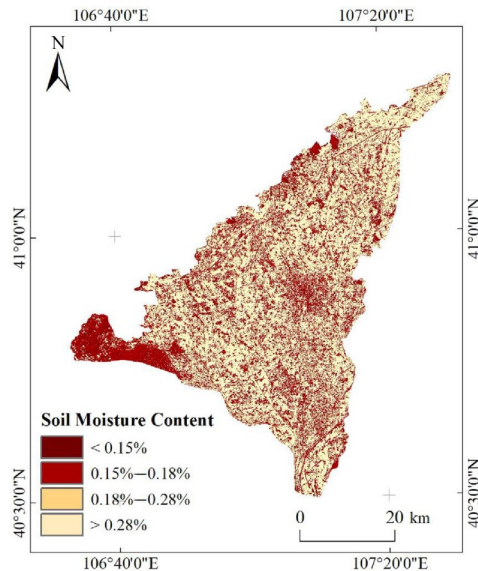 106°40'0"E
107°20'0"E
N
41°0'0"N
41°0'0"N
Soil Moisture Content
< 0.15%
0.15%—0.18%
0.18%—0.28%
> 0.28%
40°30'0"N
40°30'0"N
0
20 km
106°40'0"E
107°20'0"E